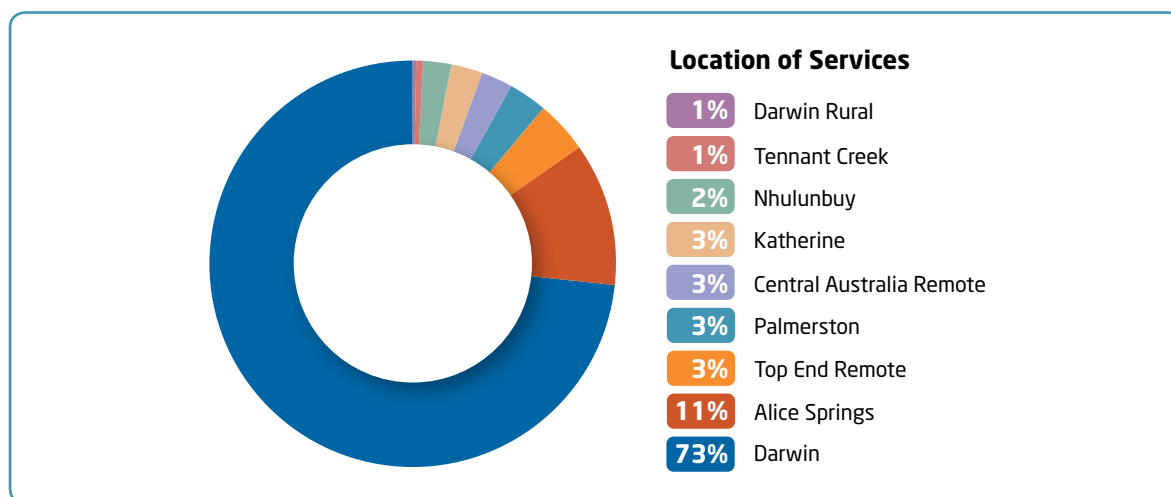 Location of Services
1% Darwin Rural
1% Tennant Creek
2% Nhulunbuy
3% Katherine
3% Central Australia Remote
3% Palmerston
3% Top End Remote
11% Alice Springs
73% Darwin